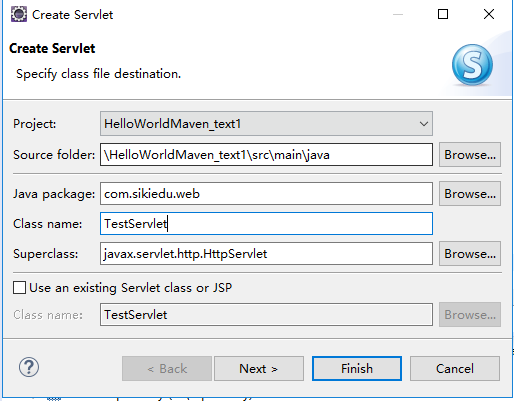 Create Servlet
Create Servlet
Specify class file destination.
S
Project: HelloWorldMaven_text1
Source folder: \HelloWorldMaven_text1\src\main\java Browse...
Java package: com.sikiedu.web Browse...
Class name: TestServlet
Superclass: javax.servlet.http.HttpServlet Browse...
Use an existing Servlet class or JSP
Class name: TestServlet Browse...
? < Back Next > Finish Cancel